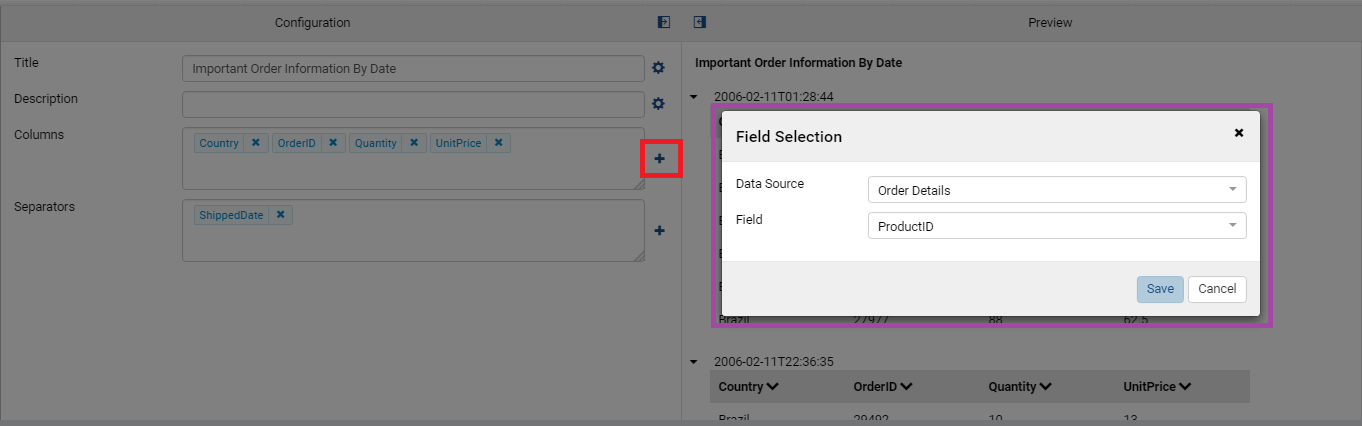 Configuration
Preview
Title
Important Order Information By Date
Description
Columns
Country OrderID Quantity UnitPrice
Separators
ShippedDate
Important Order Information By Date
2006-02-11T01:28:44
Field Selection
Data Source
Order Details
Field
ProductID
Save Cancel
Brazil 27977 88 62.5
2006-02-11T22:36:35
Country OrderID Quantity UnitPrice
Brazil 29492 10 13